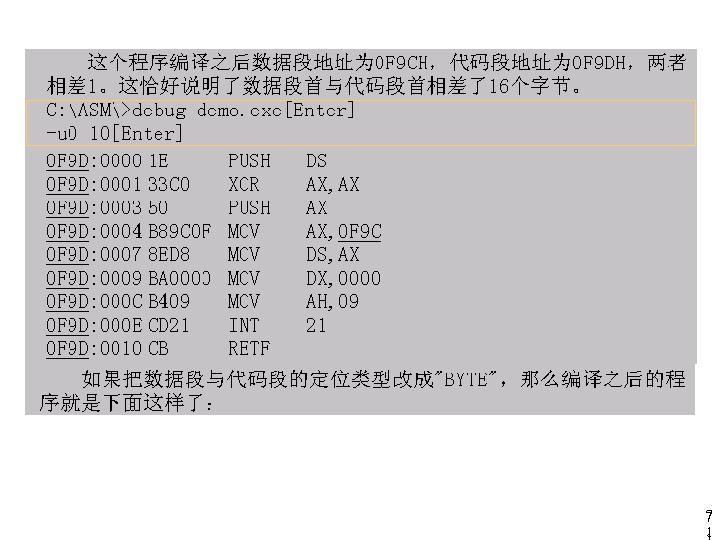 这个程序编译之后数据段地址为0F9CH，代码段地址为0F9DH，两者
相差1。这恰好说明了数据段首与代码段首相差了16个字节。
C:\ASM\>debug demo.exe[Enter]
-u0 10[Enter]
0F9D:0000 1E PUSH DS
0F9D:0001 33C0 XCR AX,AX
0F9D:0003 50 PUSH AX
0F9D:0004 B89C0F MCV AX,0F9C
0F9D:0007 8ED8 MCV DS,AX
0F9D:0009 BA0000 MCV DX,0000
0F9D:000C B409 MCV AH,09
0F9D:000E CD21 INT 21
0F9D:0010 CB RETF
如果把数据段与代码段的定位类型改成"BYTE"，那么编译之后的程
序就是下面这样了：
7
1